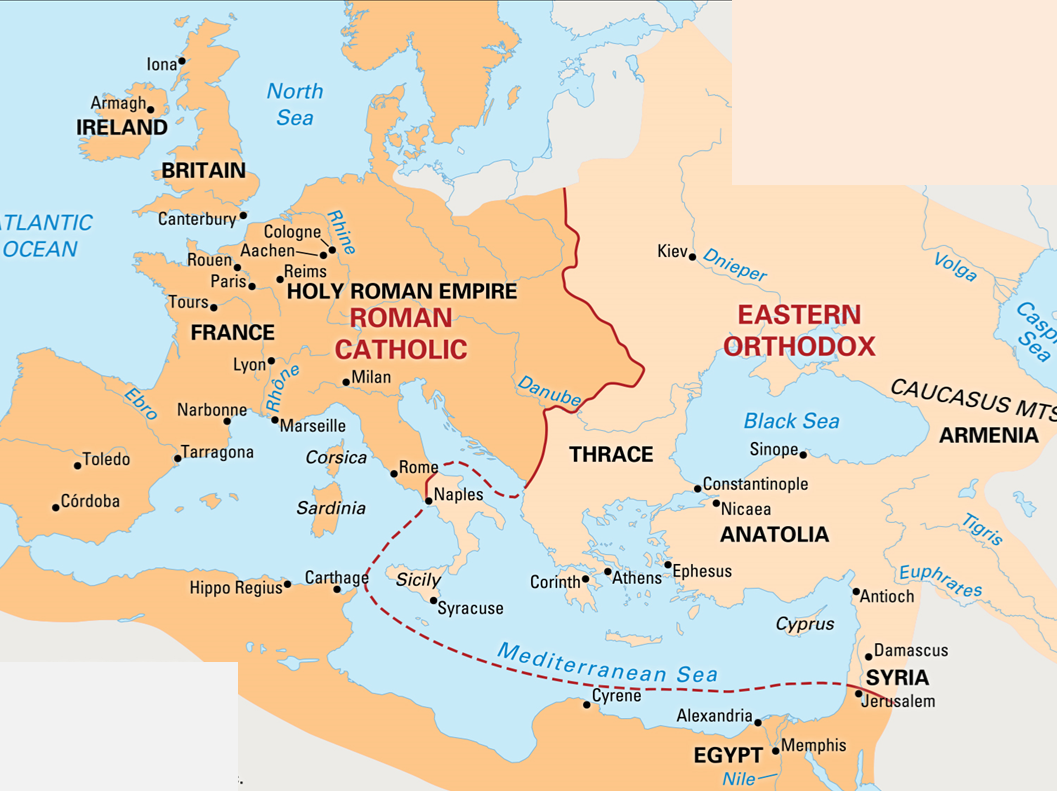 Iona
North
Sea
Armagh
IRELAND
BRITAIN
ATLANTIC
OCEAN
Canterbury
Cologne
Rhine
Aachen
Rouen
Reims
Paris
HOLY ROMAN EMPIRE
Tours
ROMAN
CATHOLIC
FRANCE
Lyon
Rhône
Milan
Danube
Ebro
Narbonne
Marseille
Tarragona
Corsica
Toledo
Rome
Córdoba
Sardinia
Naples
Kiev
Dnieper
Volga
EASTERN
ORTHODOX
Casp
Sea
CAUCASUS MTS
Black Sea
ARMENIA
THRACE
Sinope
Constantinople
Nicaea
ANATOLIA
Tigris
Hippo Regius
Carthage
Sicily
Syracuse
Corinth
Athens
Ephesus
Euphrates
Antioch
Cyprus
Mediterranean Sea
Damascus
SYRIA
Jerusalem
Cyrene
Alexandria
EGYPT
Memphis
Nile